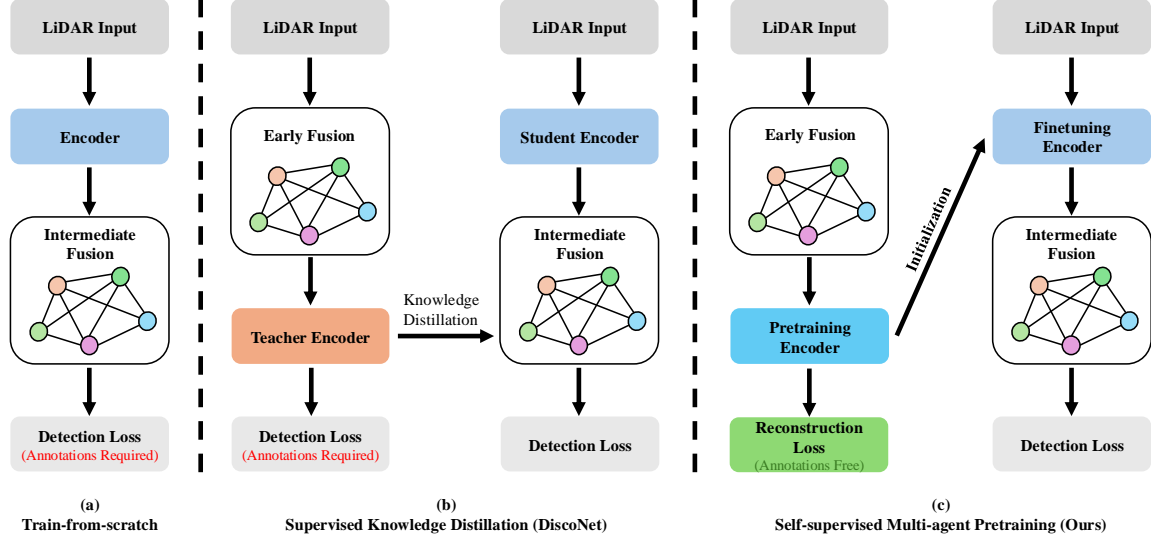 LiDAR Input
Encoder
Intermediate
Fusion
Detection Loss
(Annotations Required)
(a)
Train-from-scratch
LiDAR Input
Early Fusion
Teacher Encoder
Detection Loss
(Annotations Required)
Knowledge
Distillation
LiDAR Input
Student Encoder
Intermediate
Fusion
Detection Loss
(b)
Supervised Knowledge Distillation (DiscoNet)
LiDAR Input
Early Fusion
Pretraining
Encoder
Reconstruction
Loss
(Annotations Free)
Initialization
LiDAR Input
Finetuning
Encoder
Intermediate
Fusion
Detection Loss
(c)
Self-supervised Multi-agent Pretraining (Ours)